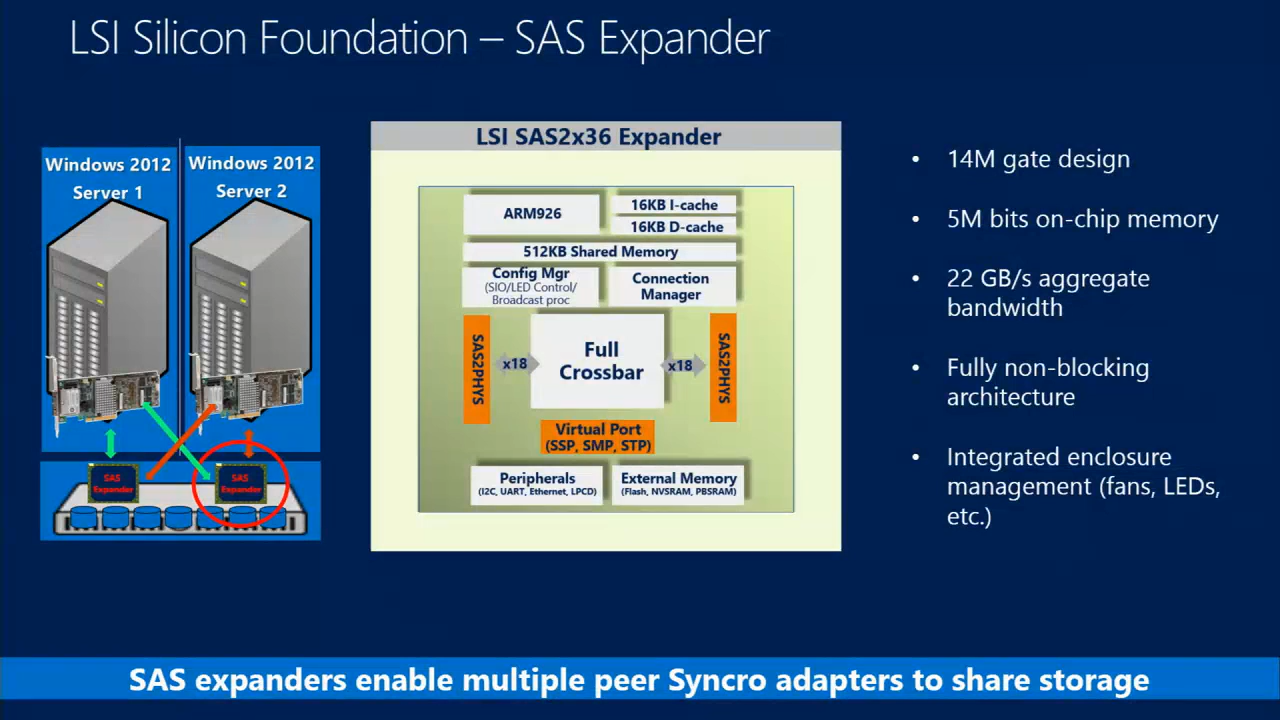 LSI Silicon Foundation – SAS Expander
Windows 2012
Server 1
Windows 2012
Server 2
SAS
Expander
SAS
Expander
LSI SAS2x36 Expander
ARM926
16KB I-cache
16KB D-cache
512KB Shared Memory
Config Mgr
(SIO/LED Control/
Broadcast proc
Connection
Manager
SAS2PHYS
x18
Full
Crossbar
x18
SAS2PHYS
Virtual Port
(SSP, SMP, STP)
Peripherals
(I2C, UART, Ethernet, LPCD)
External Memory
(Flash, NVSRAM, PBSRAM)
• 14M gate design
• 5M bits on-chip memory
• 22 GB/s aggregate
bandwidth
• Fully non-blocking
architecture
• Integrated enclosure
management (fans, LEDs,
etc.)
SAS expanders enable multiple peer Syncro adapters to share storage